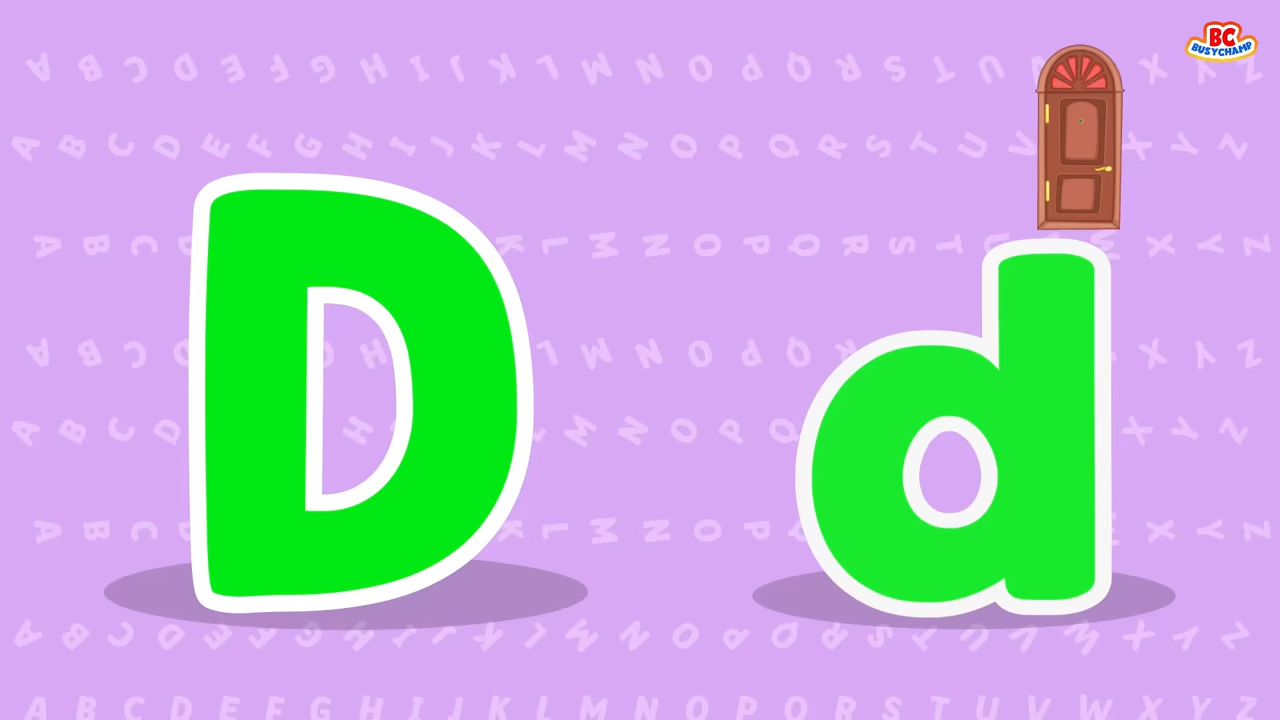 BC
BUSYCHAMP
A B C D E F G H I J K L M N O P Q R S T U V X Y Z
A B C D E F G H I J K L M N O P Q R S T U V X Y Z
A B C D K L M N O P Q R S T U W X Y Z
A B C D G H L M N O P Q R X Y Z
A B C D H L M N O P X Y Z
A B C D K L M N O P Q X Y Z
A B C D E F G H I J K L M N O P Q R S T U V W X Y Z
A B C D E F G H I J K L M N O P Q R S T U V W X Y Z
D d